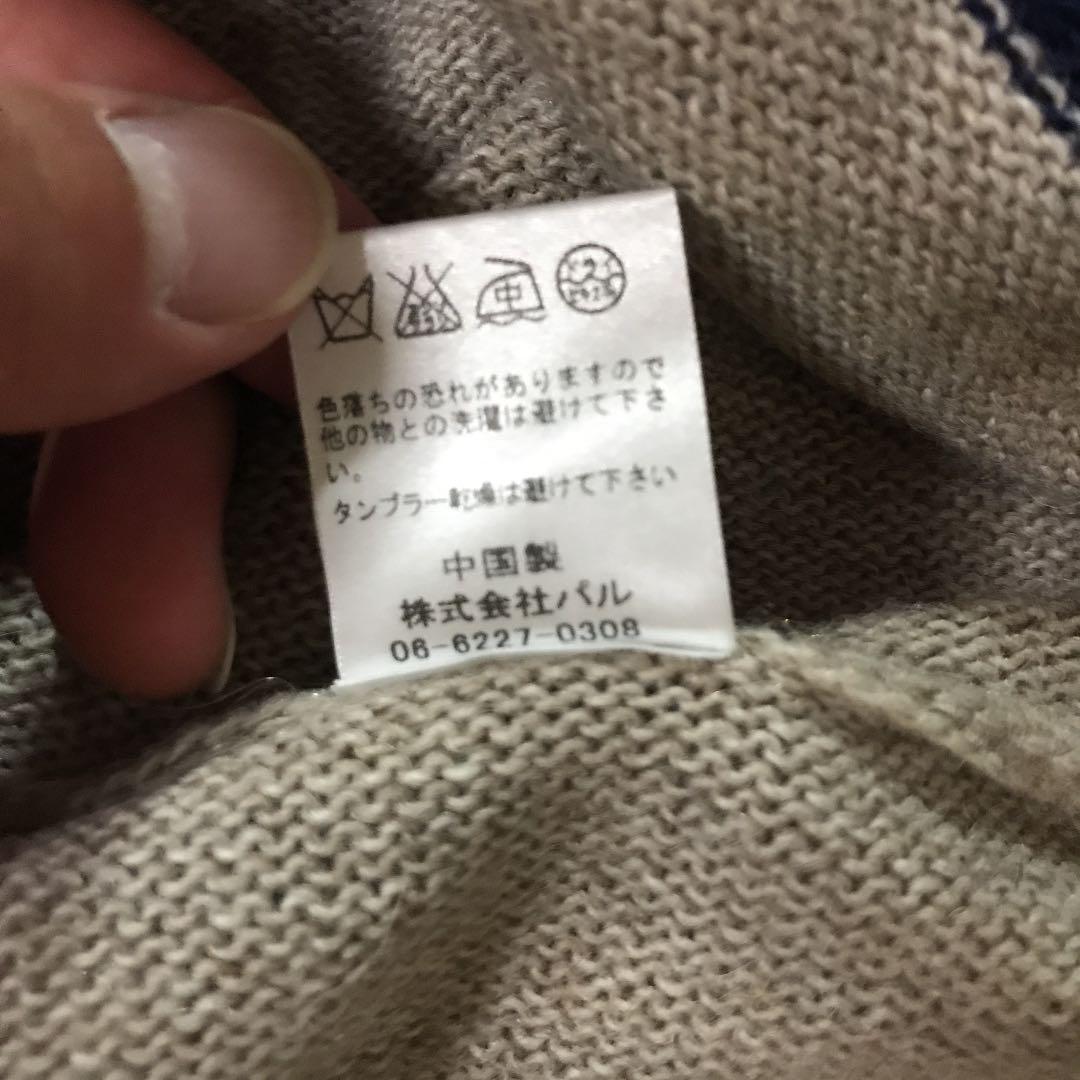 中
色落ちの恐れがありますので
他の物との洗濯は避けて下さ
い。
タンブラー乾燥は避けて下さい
中国製
株式会社パル
06-6227-0308